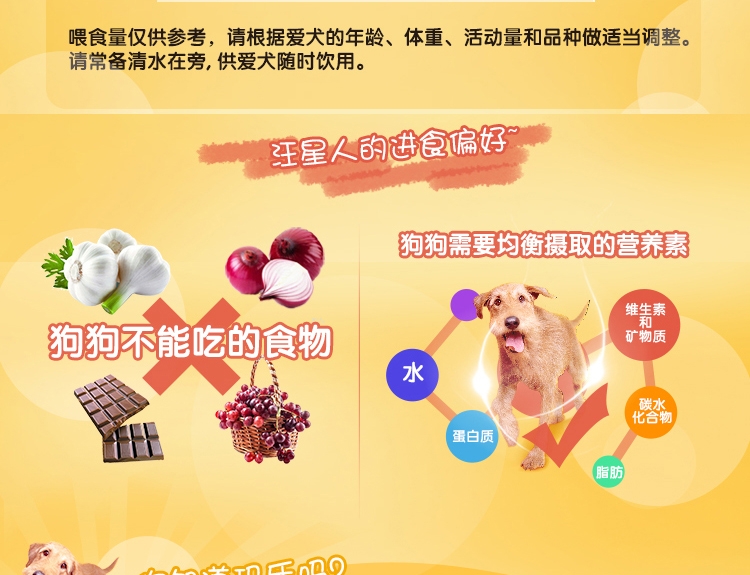 喂食量仅供参考，请根据爱犬的年龄、体重、活动量和品种做适当调整。
请常备清水在旁, 供爱犬随时饮用。
汪星人的进食偏好~
狗狗不能吃的食物
狗狗需要均衡摄取的营养素
维生素
和
矿物质
水
碳水
化合物
蛋白质
脂肪